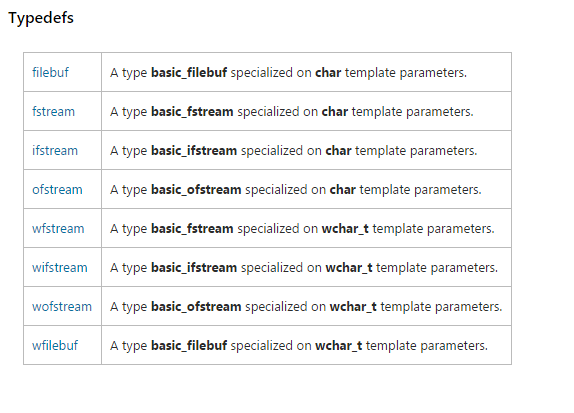 Typedefs
filebuf A type basic_filebuf specialized on char template parameters.
fstream A type basic_fstream specialized on char template parameters.
ifstream A type basic_ifstream specialized on char template parameters.
ofstream A type basic_ofstream specialized on char template parameters.
wfstream A type basic_fstream specialized on wchar_t template parameters.
wifstream A type basic_ifstream specialized on wchar_t template parameters.
wofstream A type basic_ofstream specialized on wchar_t template parameters.
wfilebuf A type basic_filebuf specialized on wchar_t template parameters.